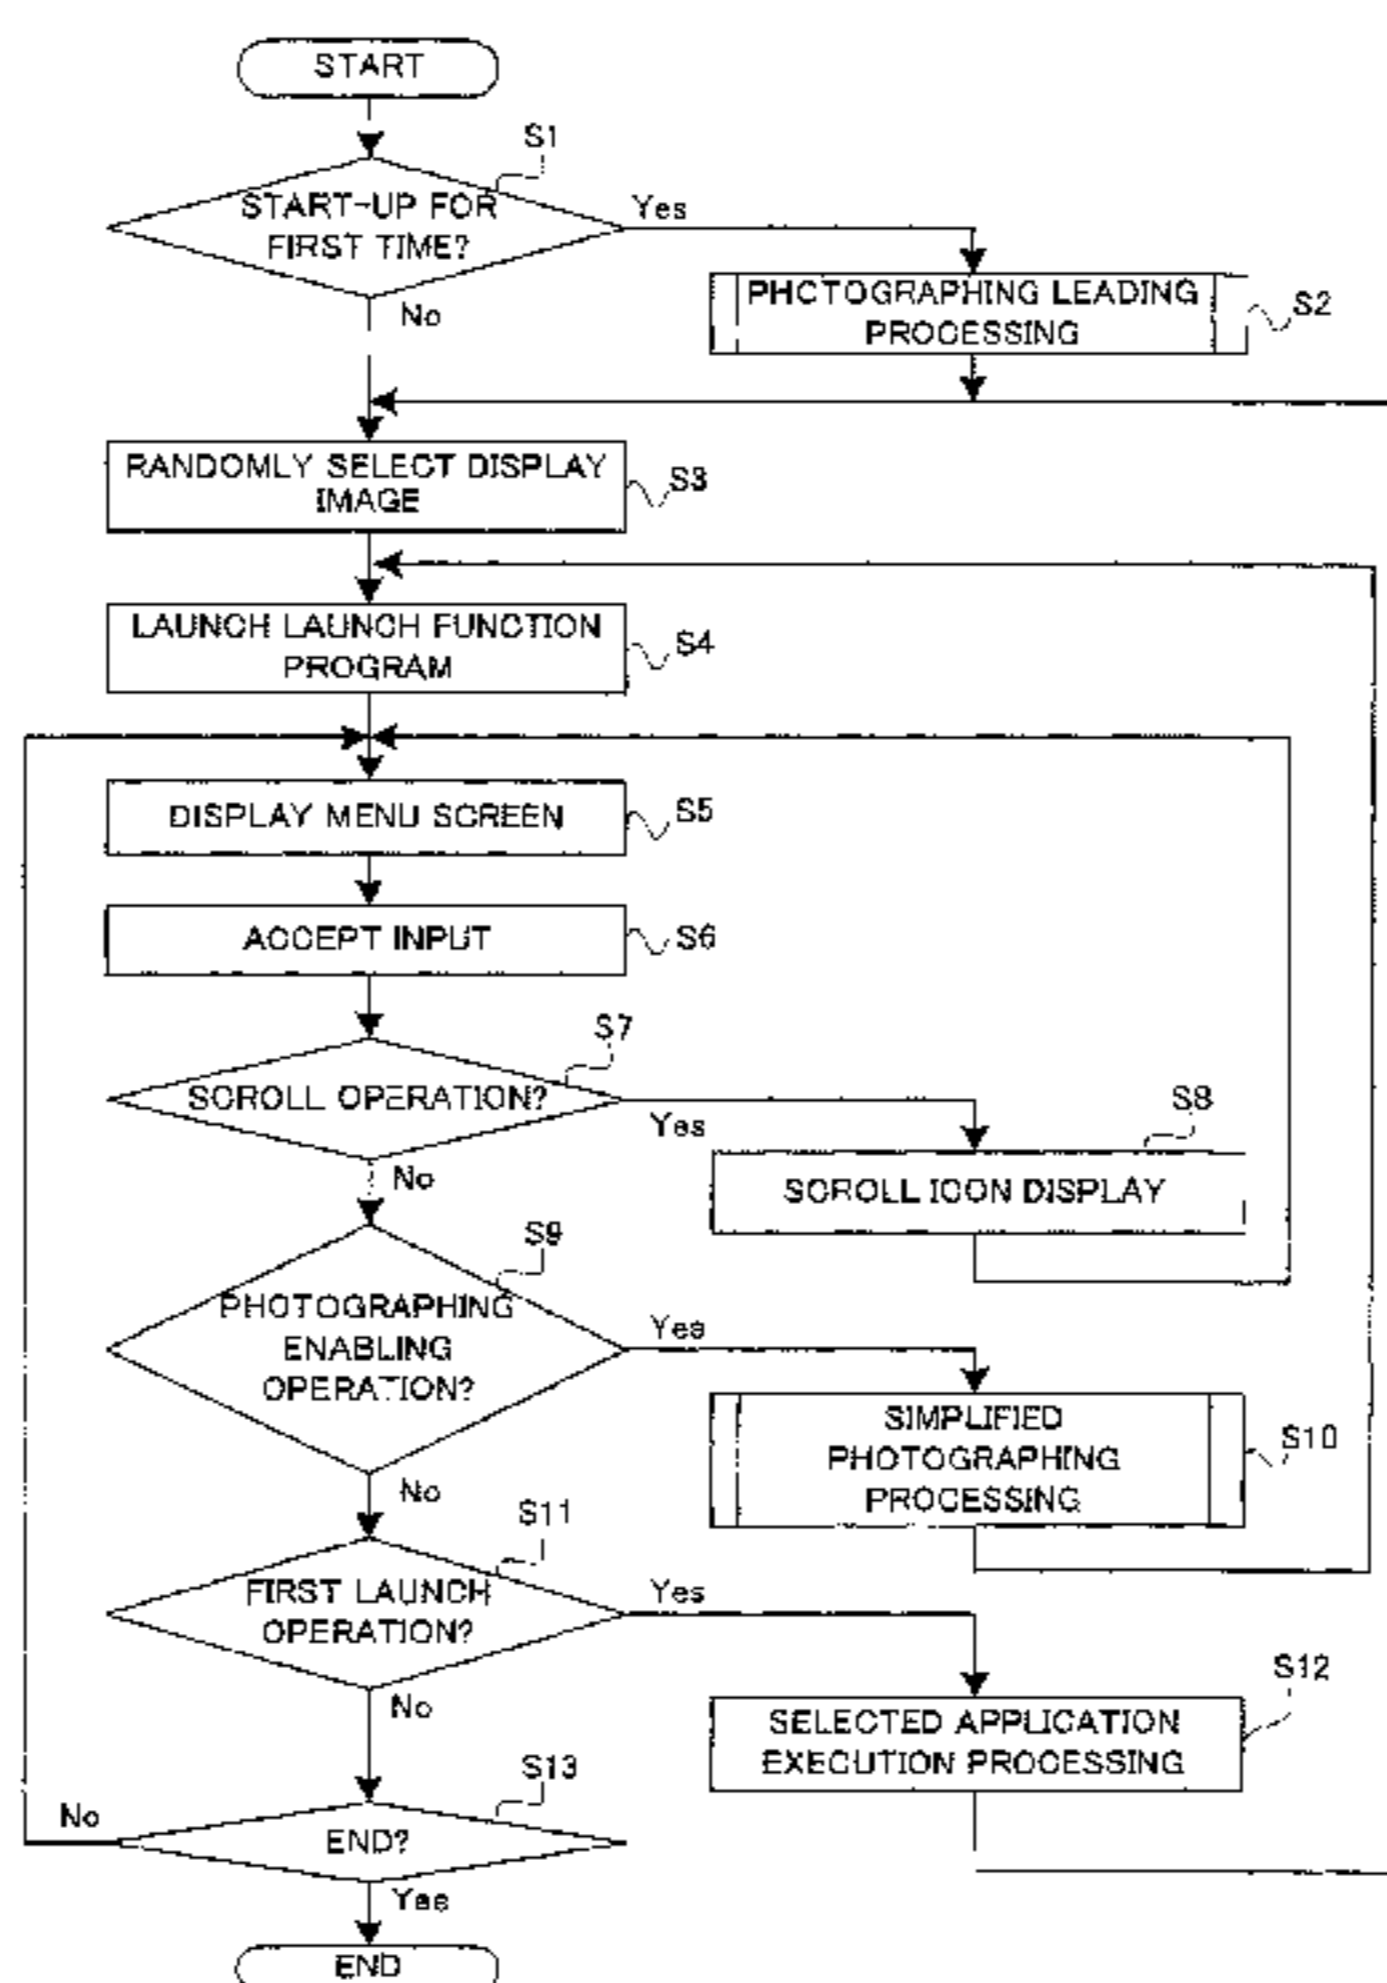 START
S1
START-UP FOR
FIRST TIME?
Yes
No
PHOTOGRAPHING LEADING
PROCESSING
S2
RANDOMLY SELECT DISPLAY
IMAGE
S3
LAUNCH LAUNCH FUNCTION
PROGRAM
S4
DISPLAY MENU SCREEN
S5
ACCEPT INPUT
S6
S7
SCROLL OPERATION?
Yes
No
S8
SCROLL ICON DISPLAY
S9
PHOTOGRAPHING
ENABLING
OPERATION?
Yes
No
SIMPLIFIED
PHOTOGRAPHING
PROCESSING
S10
S11
FIRST LAUNCH
OPERATION?
Yes
No
S12
SELECTED APPLICATION
EXECUTION PROCESSING
S13
END?
No
Yes
END